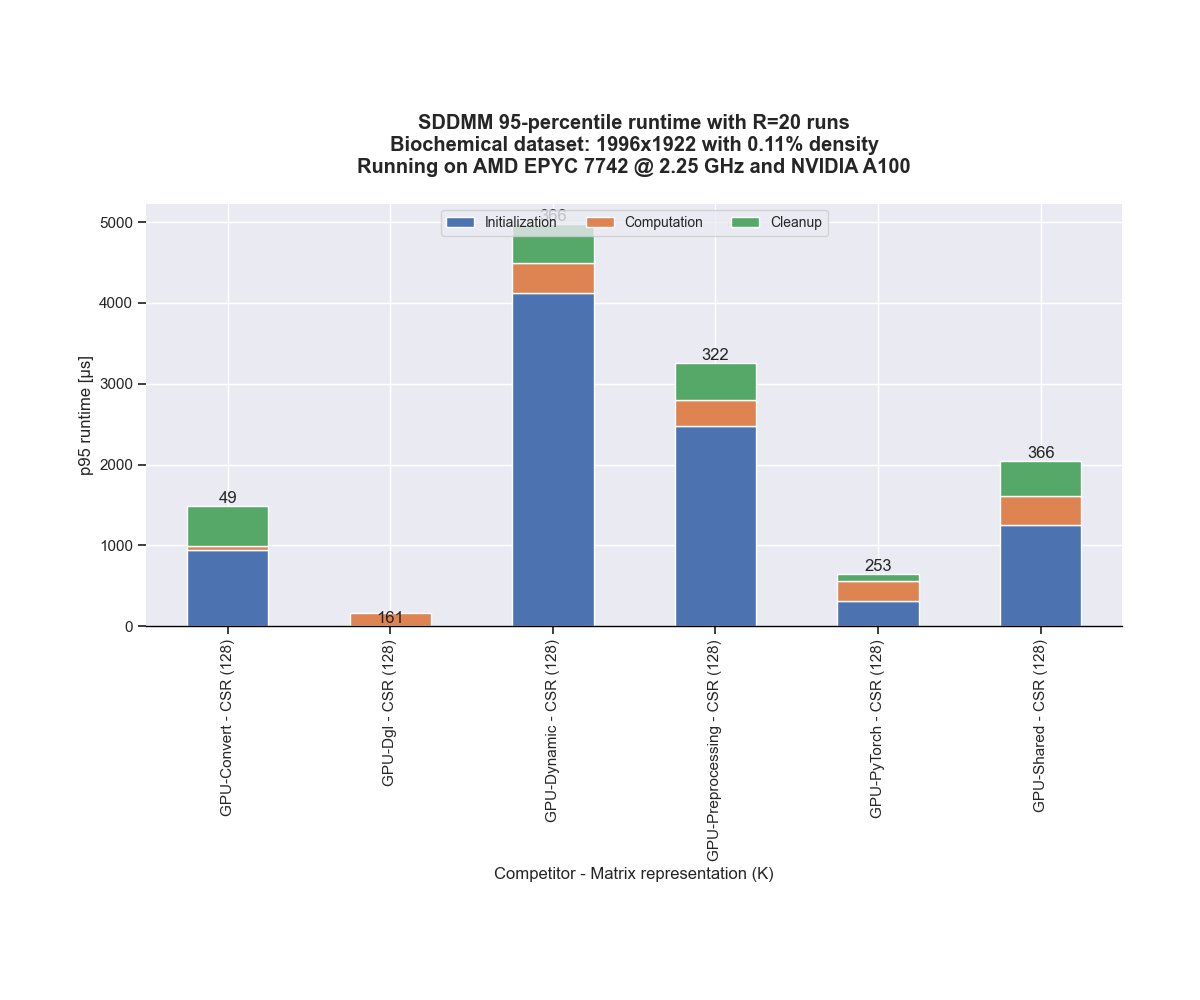 SDDMM 95-percentile runtime with R=20 runs
Biochemical dataset: 1996x1922 with 0.11% density
Running on AMD EPYC 7742 @ 2.25 GHz and NVIDIA A100
Initialization Computation Cleanup
366
5000
4000
3000
2000
1000
0
p95 runtime [µs]
49
161
322
253
366
GPU-Convert - CSR (128)
GPU-Dgl - CSR (128)
GPU-Dynamic - CSR (128)
GPU-Preprocessing - CSR (128)
GPU-PyTorch - CSR (128)
GPU-Shared - CSR (128)
Competitor - Matrix representation (K)